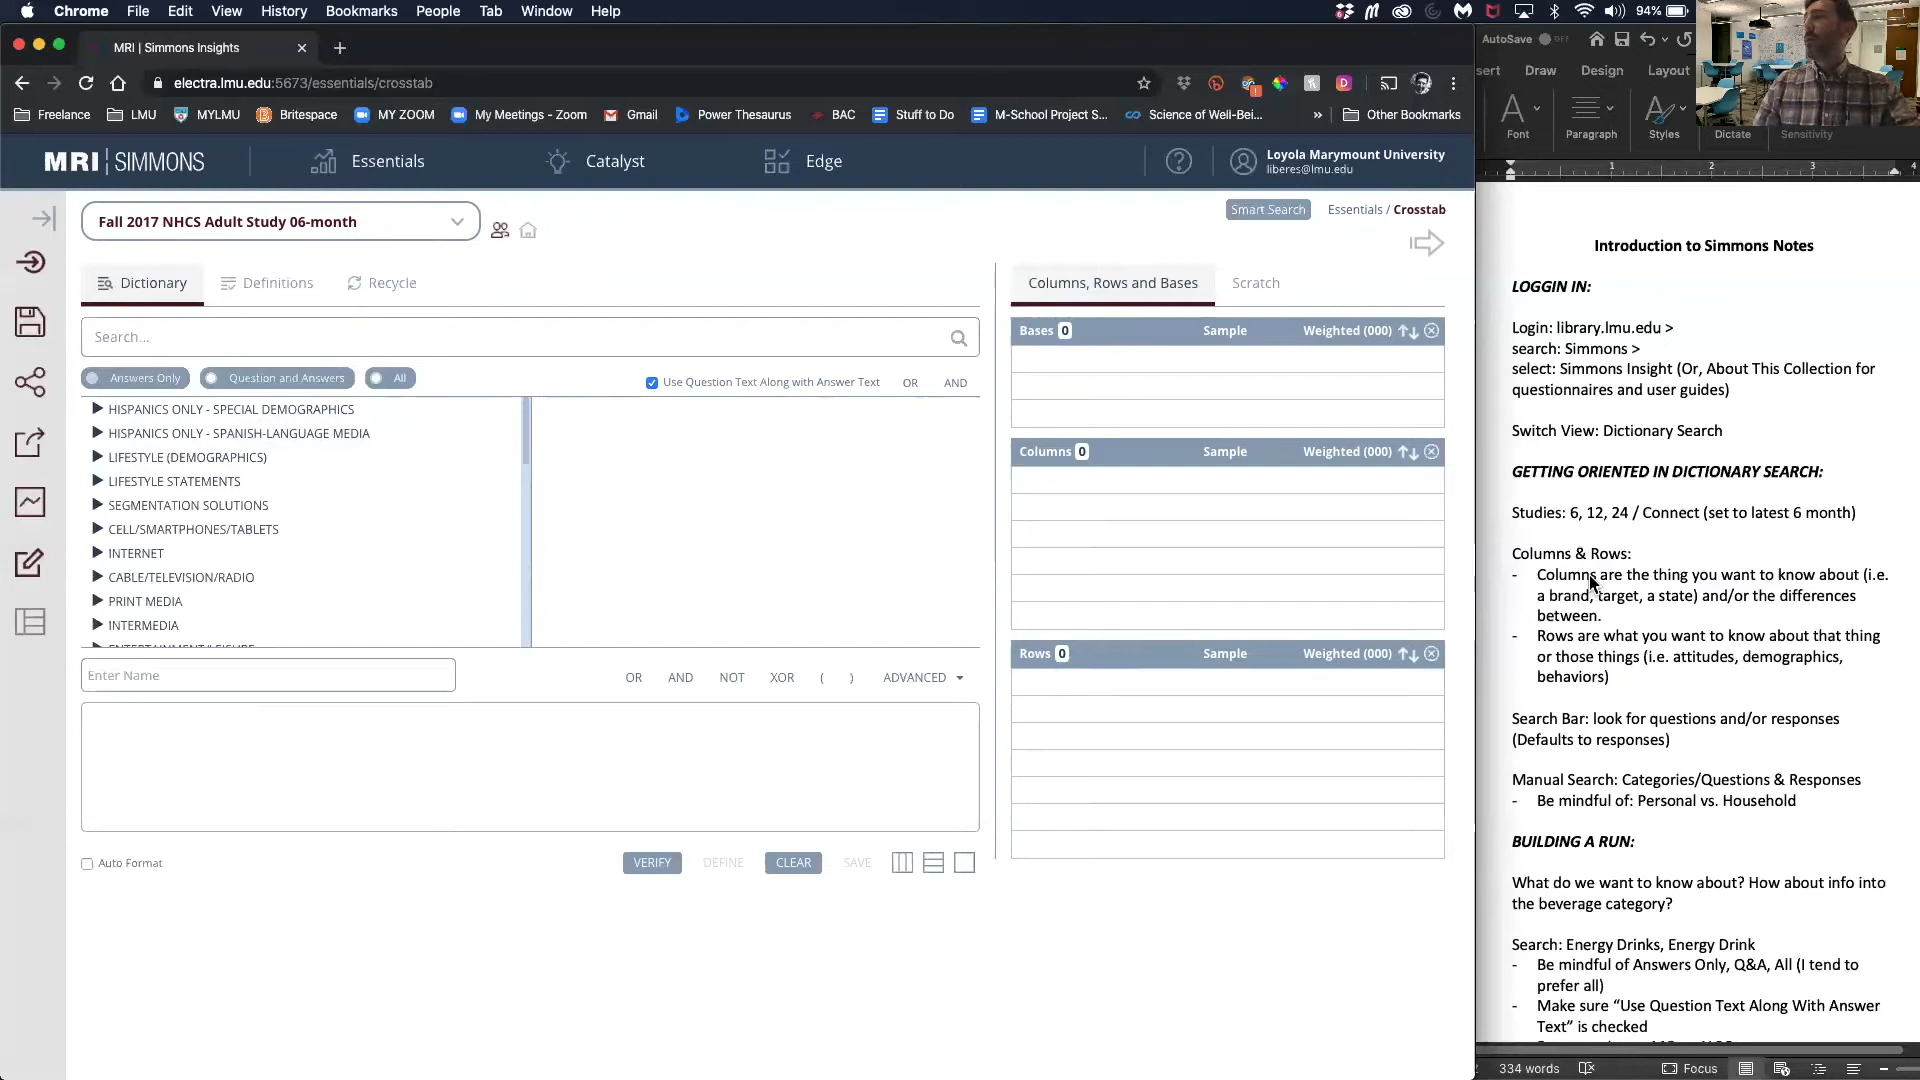 Chrome File Edit View History Bookmarks People Tab Window Help 94%
MRI | Simmons Insights
electra.lmu.edu:5673/essentials/crosstab
Freelance LMU MYLMU Britespace MY ZOOM My Meetings - Zoom Gmail Power Thesaurus BAC Stuff to Do M-School Project S... Science of Well-Bei... » Other Bookmarks
MRI | SIMMONS Essentials Catalyst Edge Loyola Marymount University
liberes@lmu.edu
Fall 2017 NHCS Adult Study 06-month
Smart Search Essentials / Crosstab
Dictionary Definitions Recycle
Search...
Answers Only Question and Answers All Use Question Text Along with Answer Text OR AND
HISPANICS ONLY - SPECIAL DEMOGRAPHICS
HISPANICS ONLY - SPANISH-LANGUAGE MEDIA
LIFESTYLE (DEMOGRAPHICS)
LIFESTYLE STATEMENTS
SEGMENTATION SOLUTIONS
CELL/SMARTPHONES/TABLETS
INTERNET
CABLE/TELEVISION/RADIO
PRINT MEDIA
INTERMEDIA
Enter Name OR AND NOT XOR ( ) ADVANCED
Auto Format VERIFY DEFINE CLEAR SAVE
Columns, Rows and Bases Scratch
Bases 0 Sample Weighted (000)
Columns 0 Sample Weighted (000)
Rows 0 Sample Weighted (000)
AutoSave OFF
sert Draw Design Layout
Font Paragraph Styles Dictate Sensitivity
1 2 3 4
Introduction to Simmons Notes
LOGGIN IN:
Login: library.lmu.edu >
search: Simmons >
select: Simmons Insight (Or, About This Collection for
questionnaires and user guides)
Switch View: Dictionary Search
GETTING ORIENTED IN DICTIONARY SEARCH:
Studies: 6, 12, 24 / Connect (set to latest 6 month)
Columns & Rows:
- Columns are the thing you want to know about (i.e.
a brand, target, a state) and/or the differences
between.
- Rows are what you want to know about that thing
or those things (i.e. attitudes, demographics,
behaviors)
Search Bar: look for questions and/or responses
(Defaults to responses)
Manual Search: Categories/Questions & Responses
- Be mindful of: Personal vs. Household
BUILDING A RUN:
What do we want to know about? How about info into
the beverage category?
Search: Energy Drinks, Energy Drink
- Be mindful of Answers Only, Q&A, All (I tend to
prefer all)
- Make sure “Use Question Text Along With Answer
Text” is checked
334 words Focus